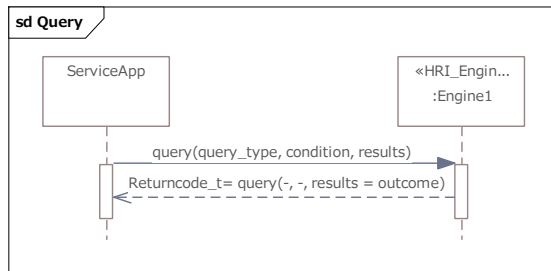 sd Query
ServiceApp
«HRI_Engin...
:Engine1
query(query_type, condition, results)
Returncode_t= query(-, -, results = outcome)